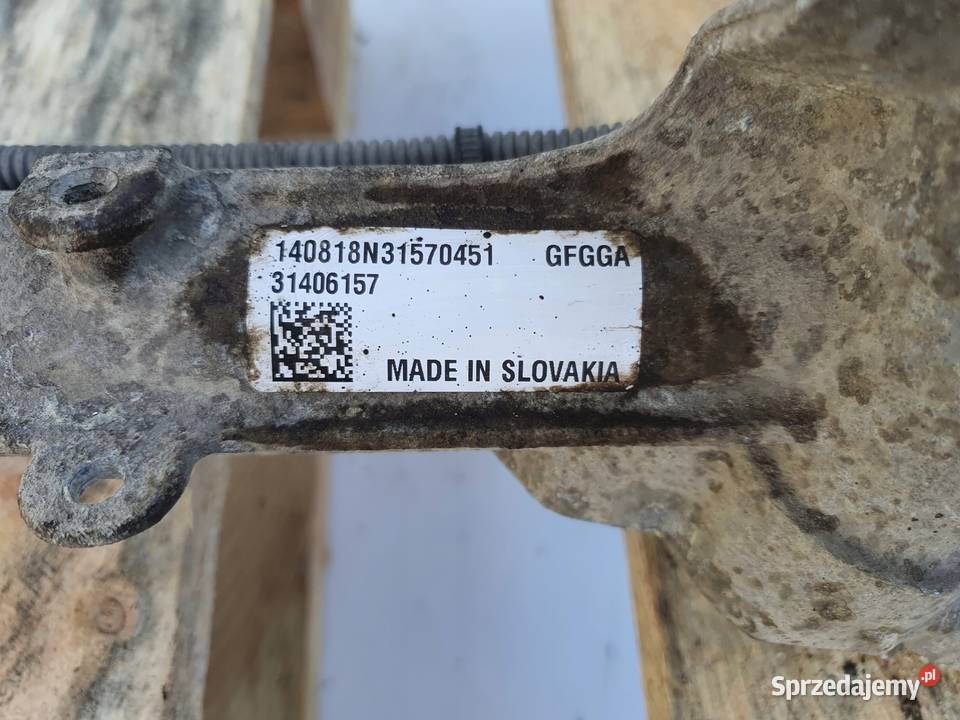 140818N31570451 GFGGA
31406157
MADE IN SLOVAKIA
Sprzedajemy.pl